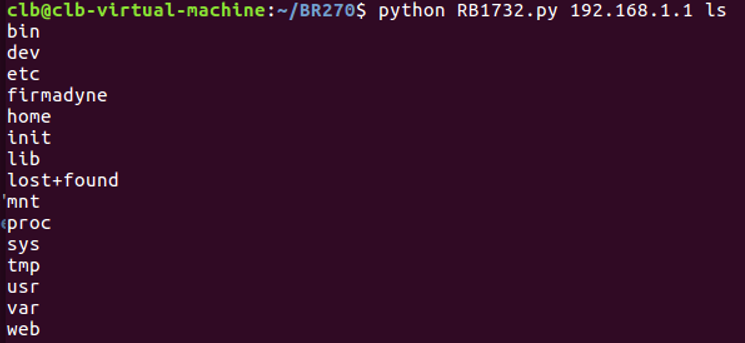 clb@clb-virtual-machine:~/BR270$ python RB1732.py 192.168.1.1 ls
bin
dev
etc
firmadyne
home
init
lib
lost+found
mnt
proc
sys
tmp
usr
var
web